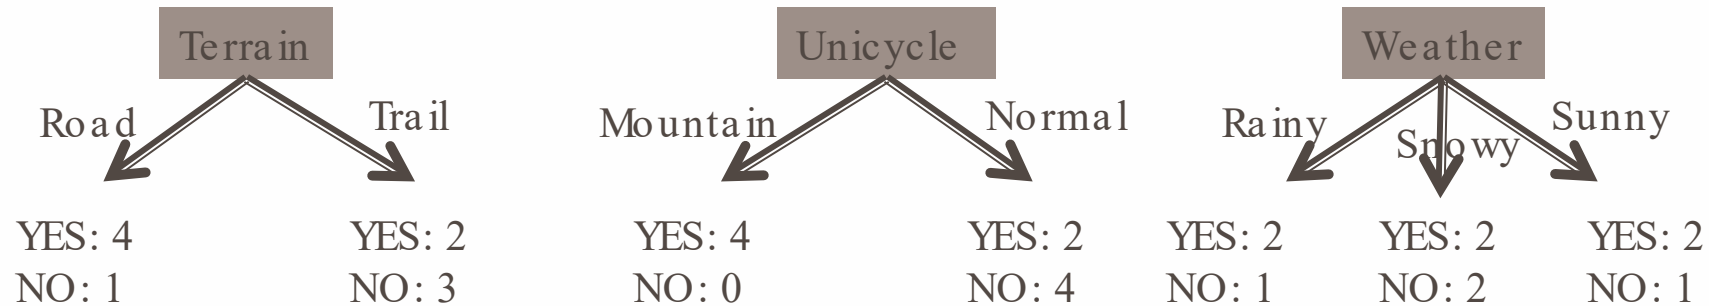 Terrain
Unicycle
Weather
Road
Trail
Mountain
Normal
Rainy
Snowy
Sunny
YES: 4
YES: 2
YES: 4
YES: 2
YES: 2
YES: 2
YES: 2
NO: 1
NO: 3
NO: 0
NO: 4
NO: 1
NO: 2
NO: 1